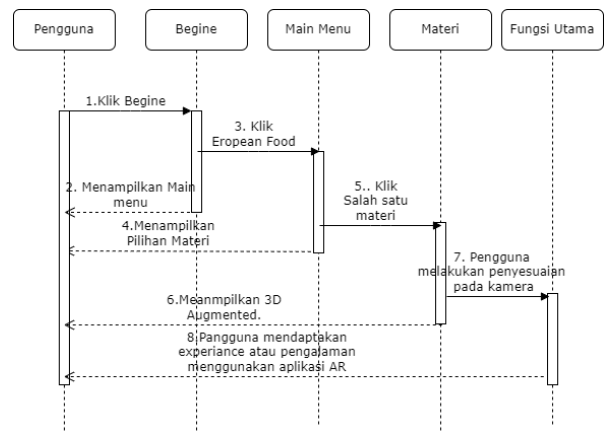 Pengguna
Begine
Main Menu
Materi
Fungsi Utama
1.Klik Begine
3. Klik
Eropean Food
2. Menampilkan Main
menu
5.. Klik
Salah satu
materi
4.Menampilkan
Pilihan Materi
7. Pengguna
melakukan penyesuaian
pada kamera
6.Meanmpilkan 3D
Augmented.
8.Pangguna mendaptakan
experiance atau pengalaman
menggunakan aplikasi AR